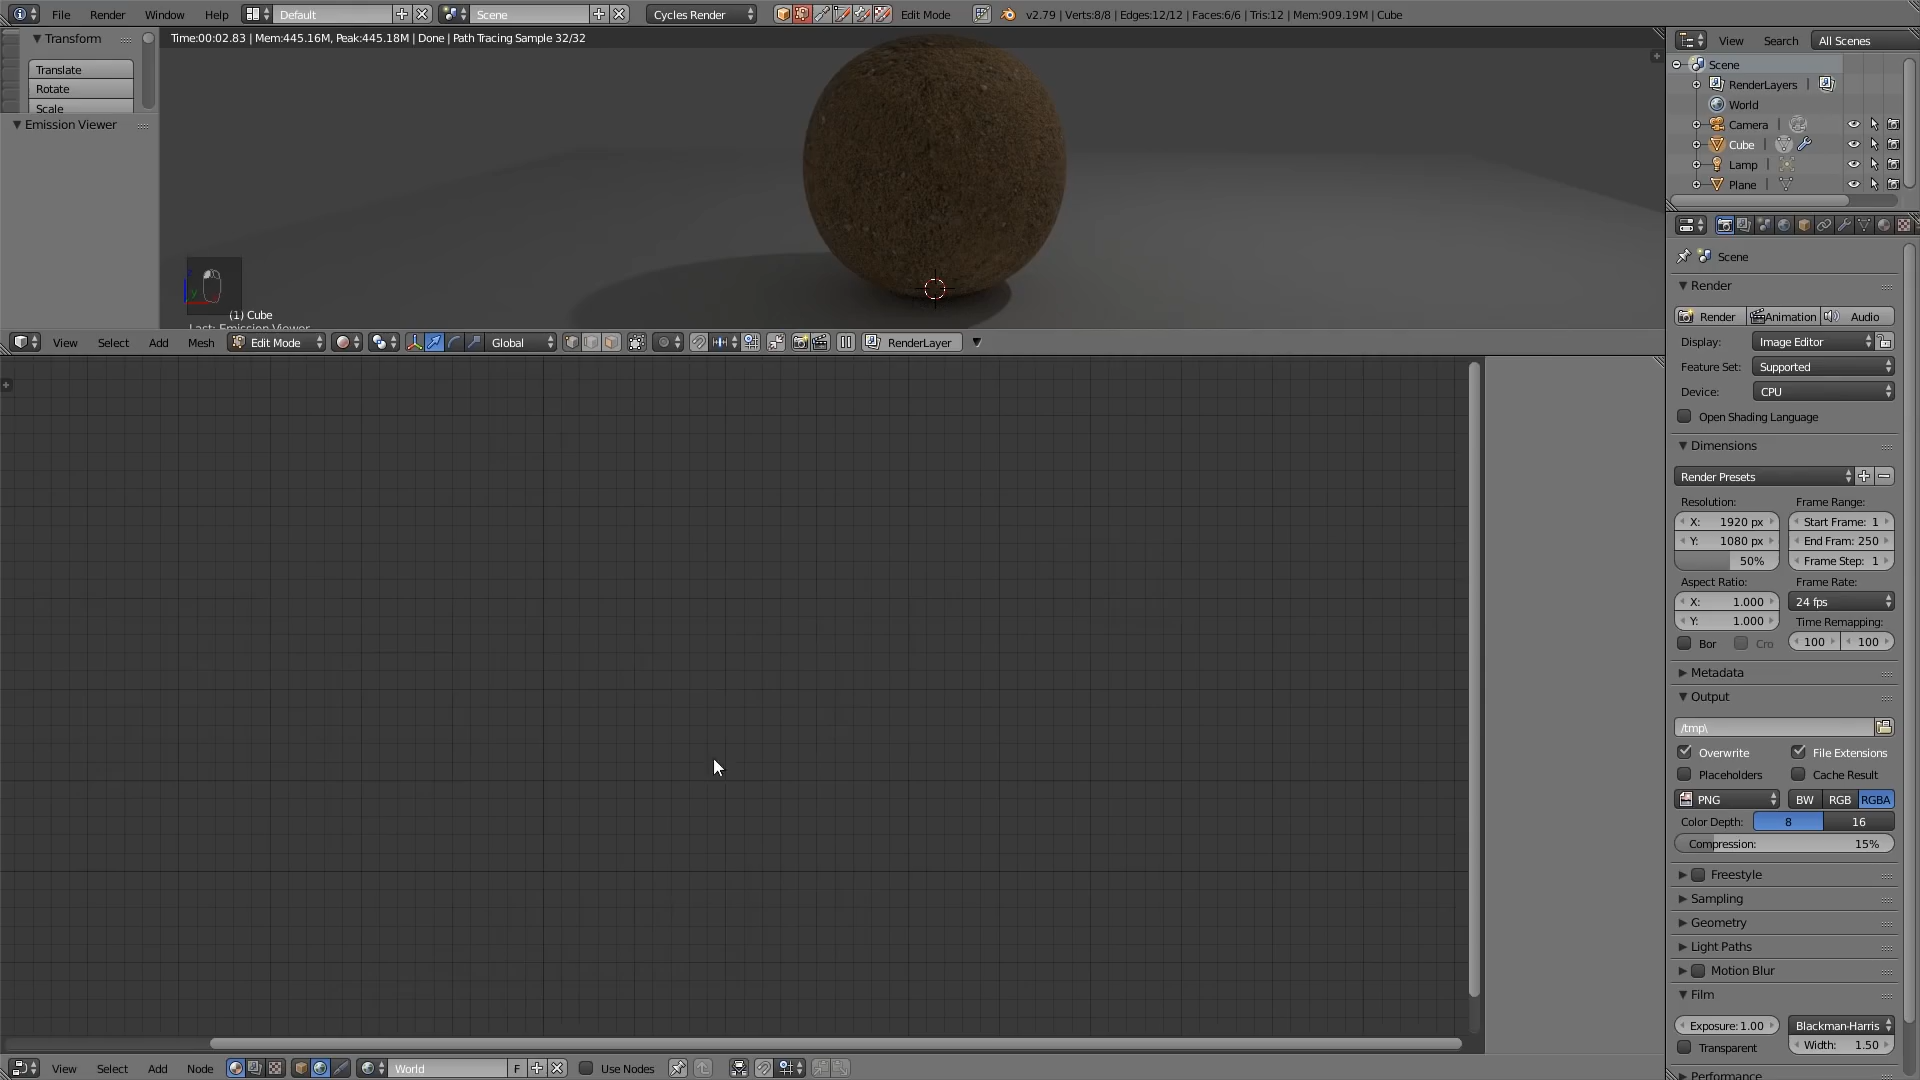 File Render Window Help Default Scene Cycles Render Edit Mode v2.79 | Verts:8/8 | Edges:12/12 | Faces:6/6 | Tris:12 | Mem:909.19M | Cube
Transform
Time:00:02.83 | Mem:445.16M, Peak:445.18M | Done | Path Tracing Sample 32/32
Translate
Rotate
Scale
Emission Viewer
(1) Cube
Last: Emission Viewer
View Select Add Mesh Edit Mode Global RenderLayer
View Search All Scenes
Scene
RenderLayers |
World
Camera |
Cube |
Lamp |
Plane |
Scene
Render
Render Animation Audio
Display: Image Editor
Feature Set: Supported
Device: CPU
Open Shading Language
Dimensions
Render Presets
Resolution: Frame Range:
X: 1920 px Start Frame: 1
Y: 1080 px End Fram: 250
50% Frame Step: 1
Aspect Ratio: Frame Rate:
X: 1.000 24 fps
Y: 1.000 Time Remapping:
Bor Cro 100 100
Metadata
Output
/tmp\
Overwrite File Extensions
Placeholders Cache Result
PNG BW RGB RGBA
Color Depth: 8 16
Compression: 15%
Freestyle
Sampling
Geometry
Light Paths
Motion Blur
Film
Exposure: 1.00 Blackman-Harris
Transparent Width: 1.50
Performance
View Select Add Node World F Use Nodes